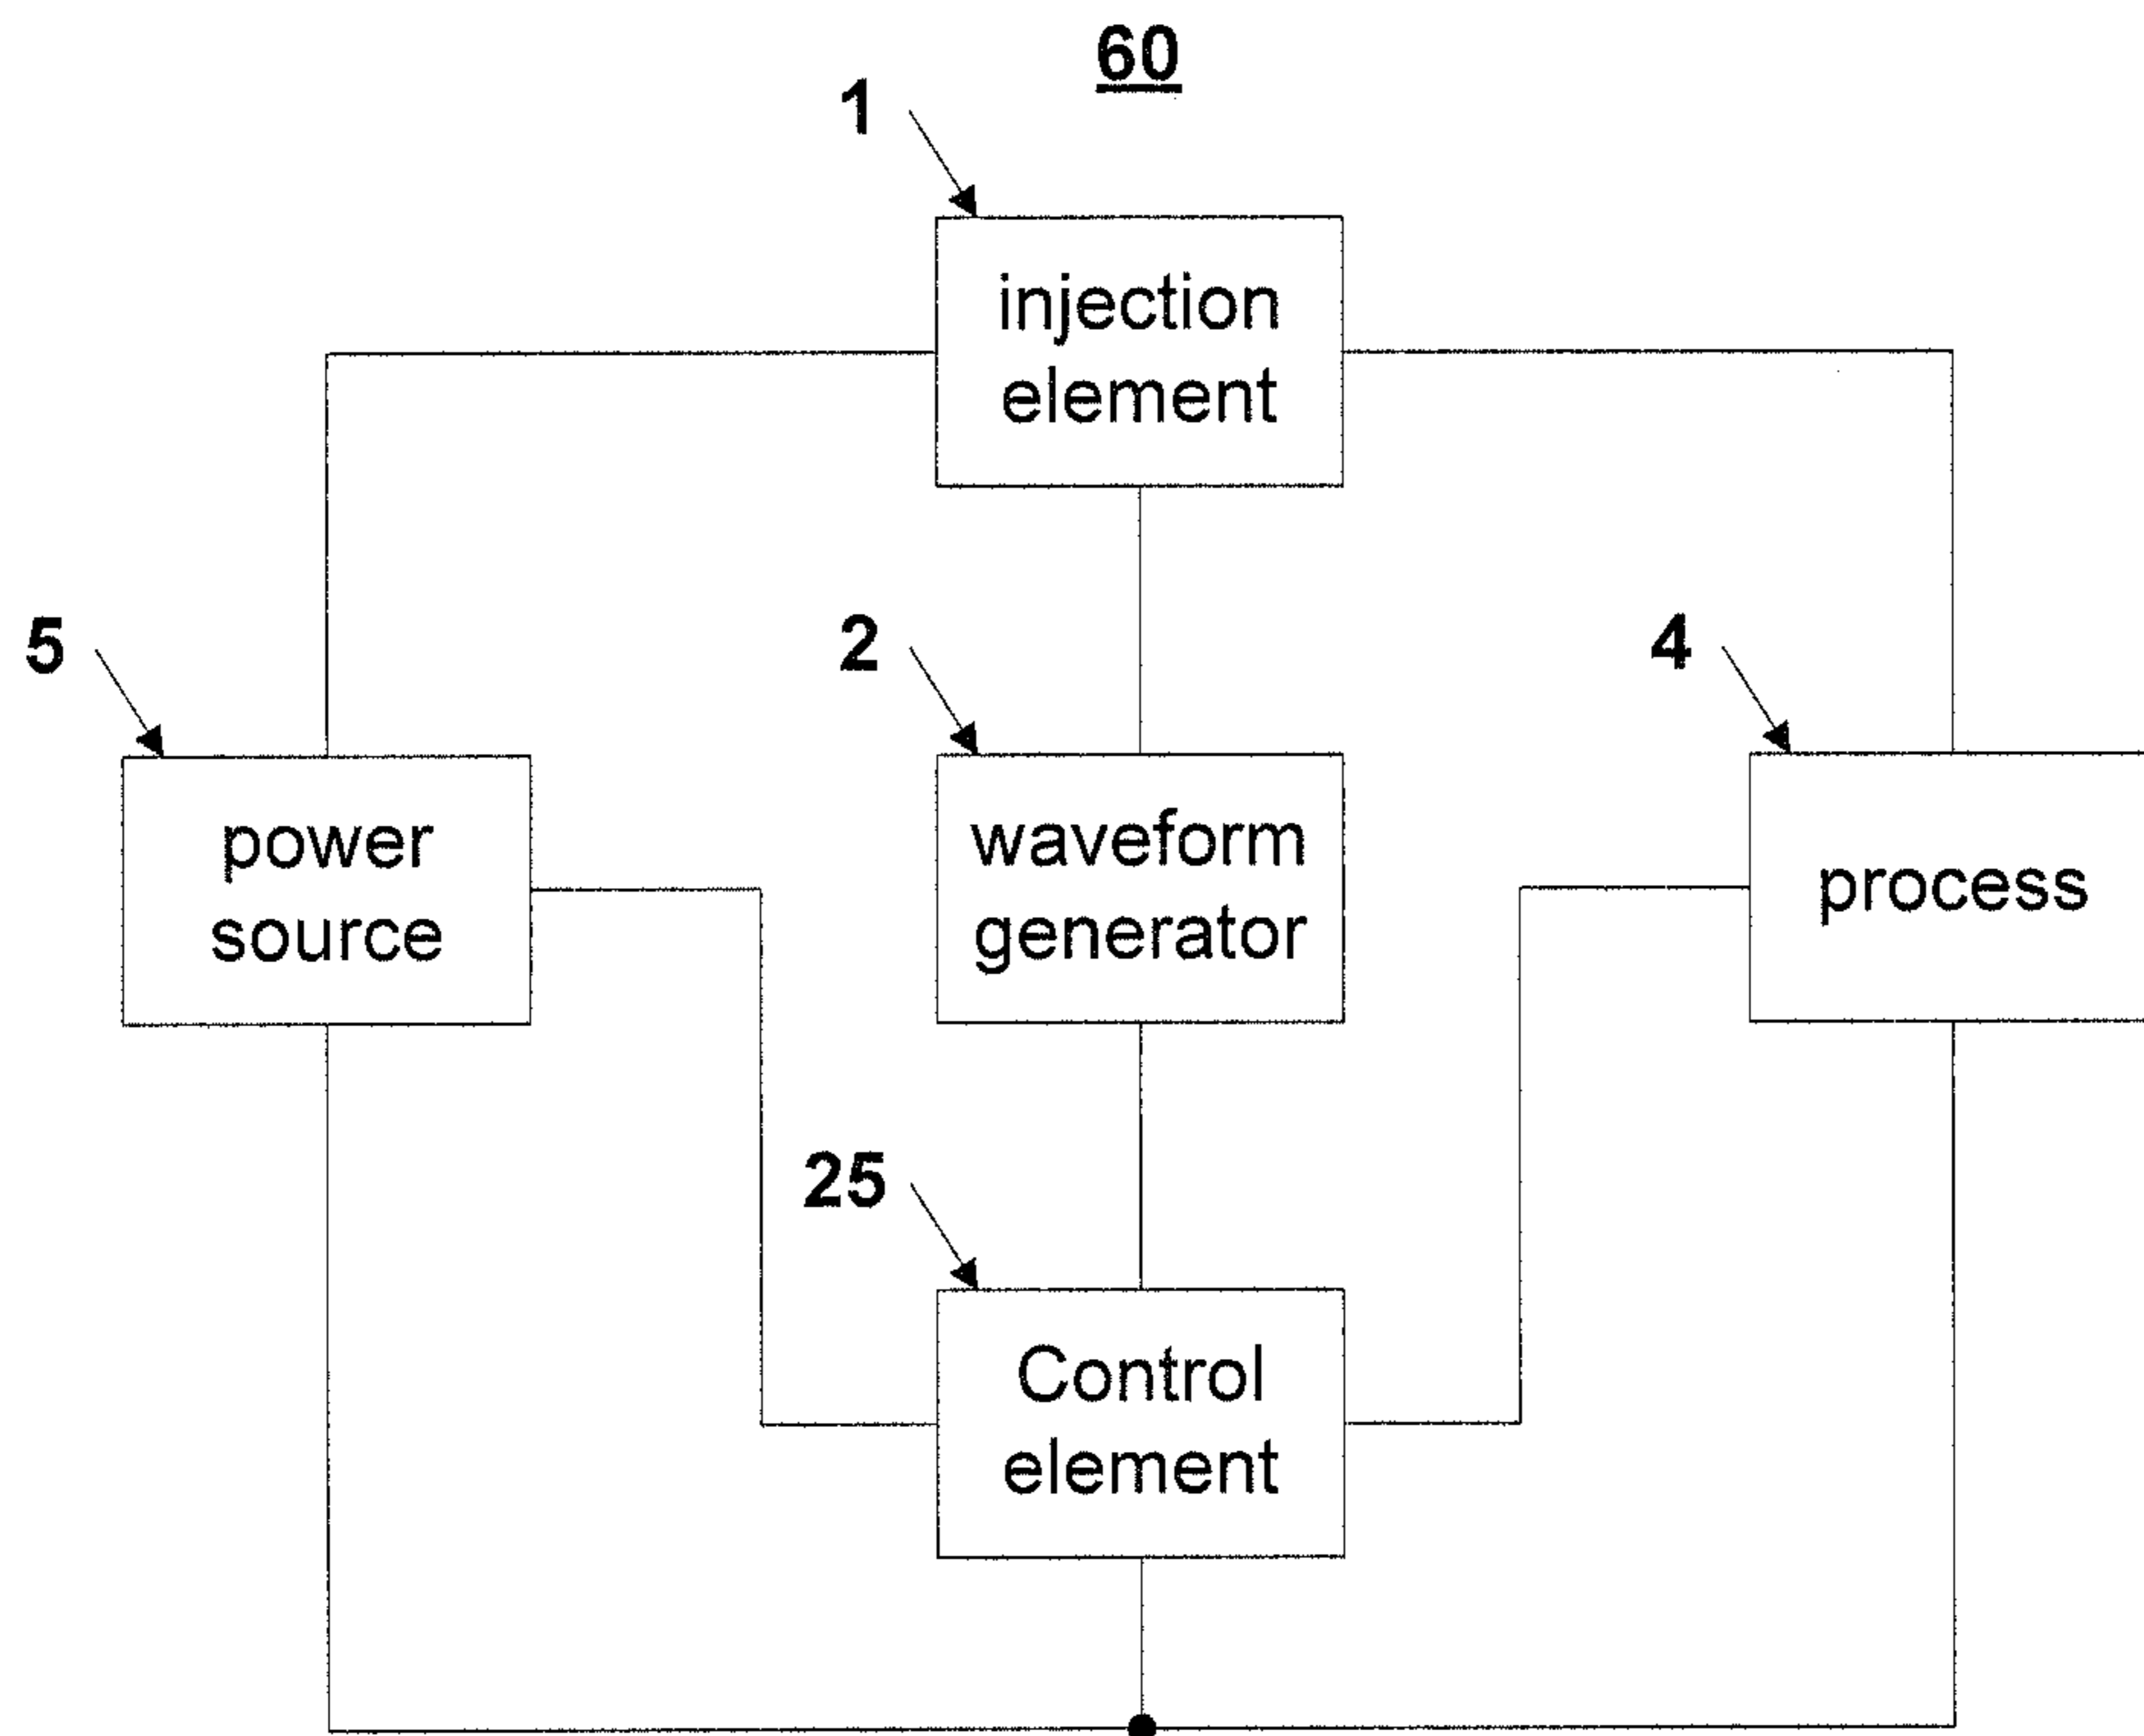 60
1
injection
element
5
2
4
power
source
waveform
generator
process
25
Control
element